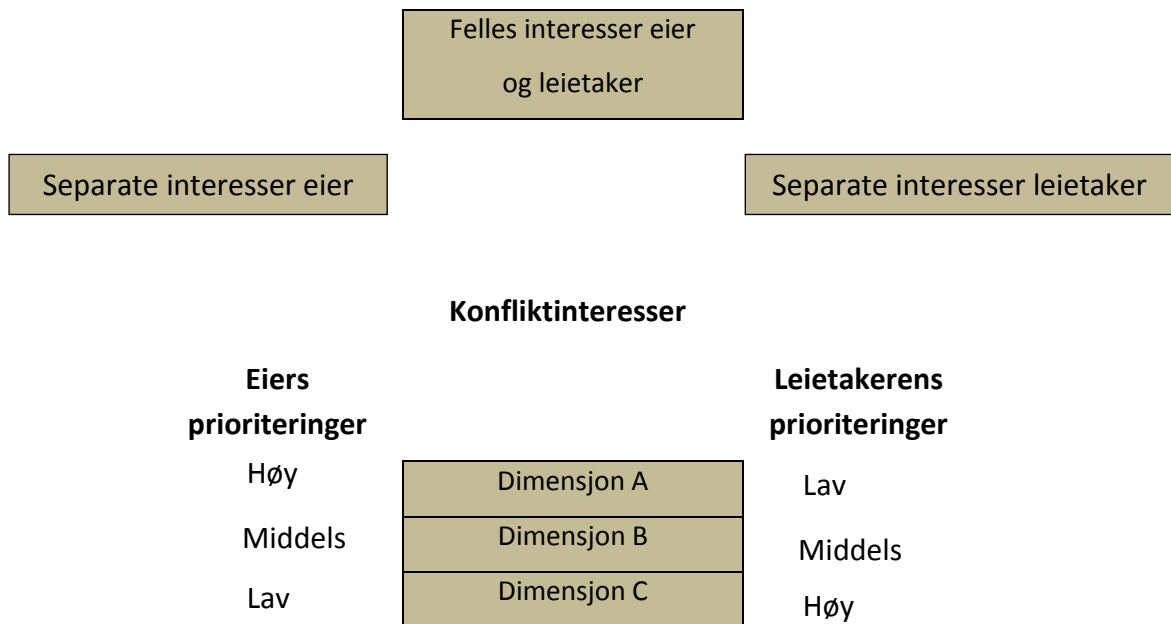 Felles interesser eier
og leietaker
Separate interesser eier
Separate interesser leietaker
Konfliktinteresser
Eiers
prioriteringer
Leietakerens
prioriteringer
Høy
Dimensjon A
Lav
Middels
Dimensjon B
Middels
Lav
Dimensjon C
Høy